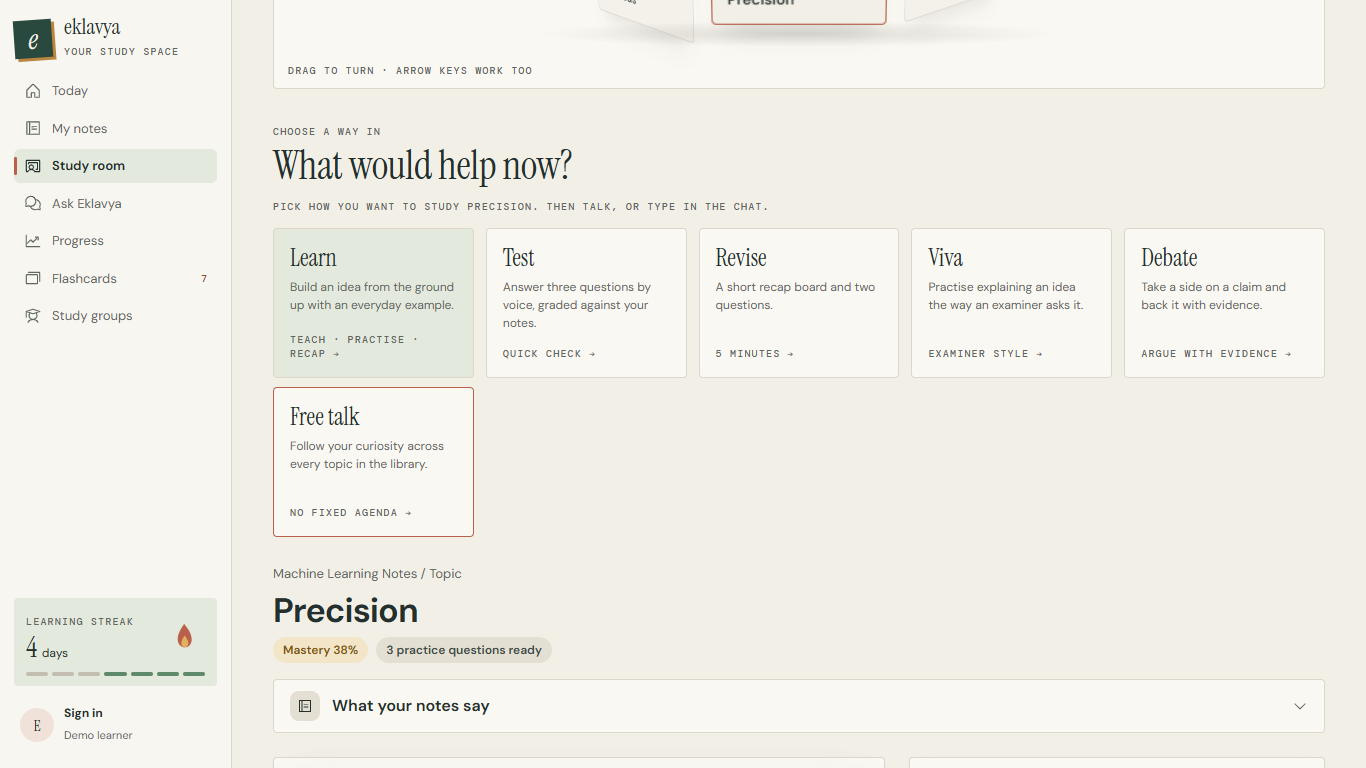 e
eklavya
YOUR STUDY SPACE
Today
My notes
Study room
Ask Eklavya
Progress
Flashcards 7
Study groups
LEARNING STREAK
4 days
E
Sign in
Demo learner
Precision
DRAG TO TURN · ARROW KEYS WORK TOO
CHOOSE A WAY IN
What would help now?
PICK HOW YOU WANT TO STUDY PRECISION. THEN TALK, OR TYPE IN THE CHAT.
Learn
Build an idea from the ground
up with an everyday example.
TEACH · PRACTISE ·
RECAP →
Test
Answer three questions by
voice, graded against your
notes.
QUICK CHECK →
Revise
A short recap board and two
questions.
5 MINUTES →
Viva
Practise explaining an idea
the way an examiner asks it.
EXAMINER STYLE →
Debate
Take a side on a claim and
back it with evidence.
ARGUE WITH EVIDENCE →
Free talk
Follow your curiosity across
every topic in the library.
NO FIXED AGENDA →
Machine Learning Notes / Topic
Precision
Mastery 38%
3 practice questions ready
What your notes say